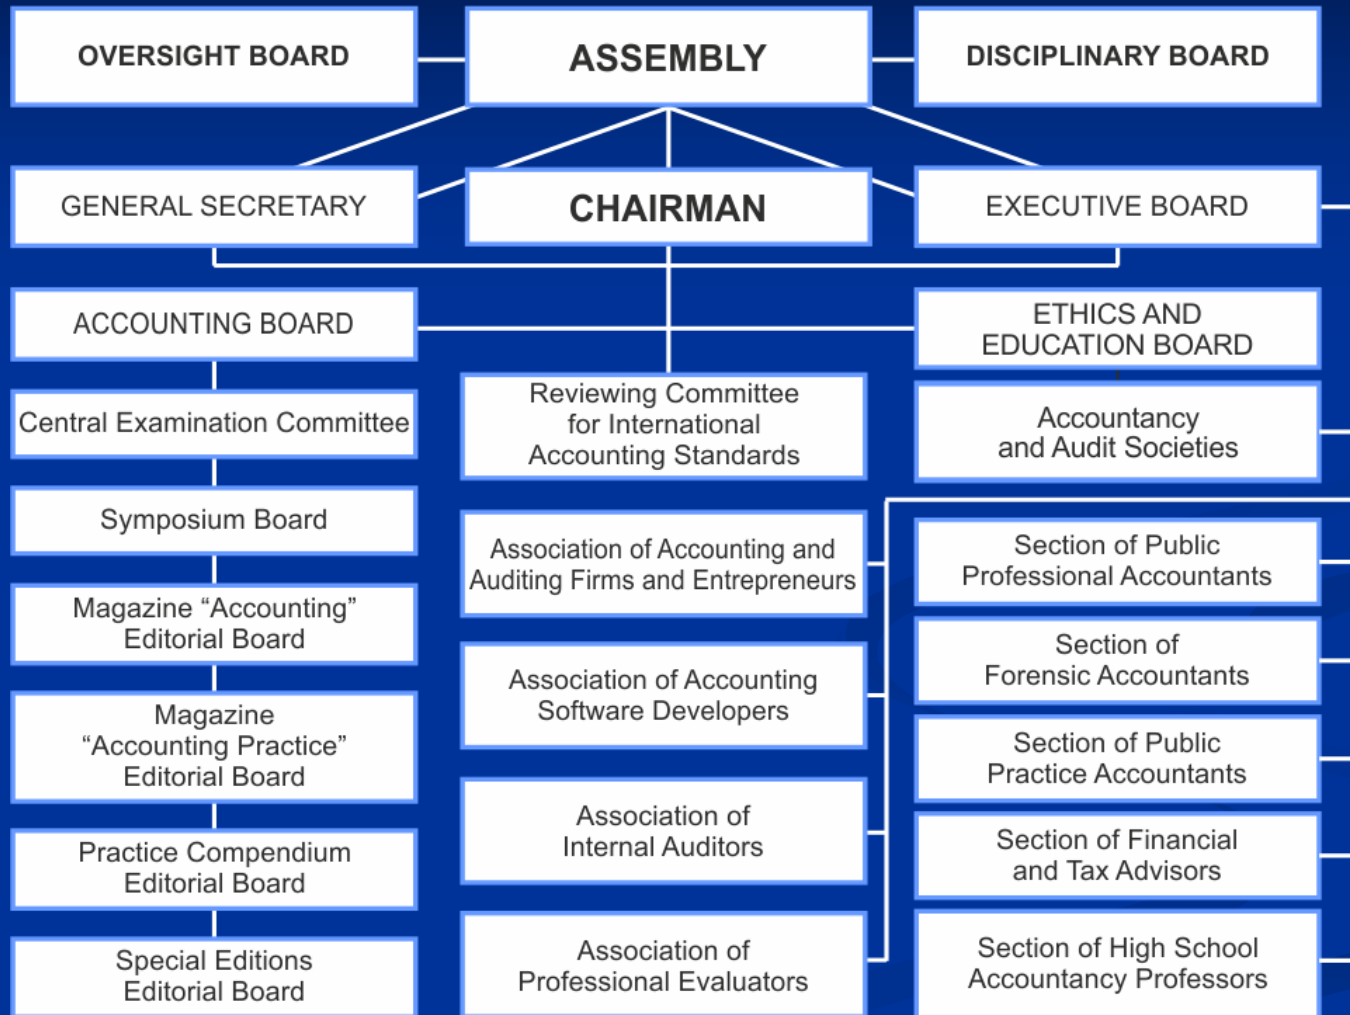 OVERSIGHT BOARD
ASSEMBLY
DISCIPLINARY BOARD
GENERAL SECRETARY
CHAIRMAN
EXECUTIVE BOARD
ACCOUNTING BOARD
ETHICS AND
EDUCATION BOARD
Central Examination Committee
Reviewing Committee
for International
Accounting Standards
Accountancy
and Audit Societies
Symposium Board
Association of Accounting and
Auditing Firms and Entrepreneurs
Section of Public
Professional Accountants
Magazine “Accounting”
Editorial Board
Association of Accounting
Software Developers
Section of
Forensic Accountants
Magazine
“Accounting Practice”
Editorial Board
Section of Public
Practice Accountants
Association of
Internal Auditors
Practice Compendium
Editorial Board
Section of Financial
and Tax Advisors
Special Editions
Editorial Board
Association of
Professional Evaluators
Section of High School
Accountancy Professors